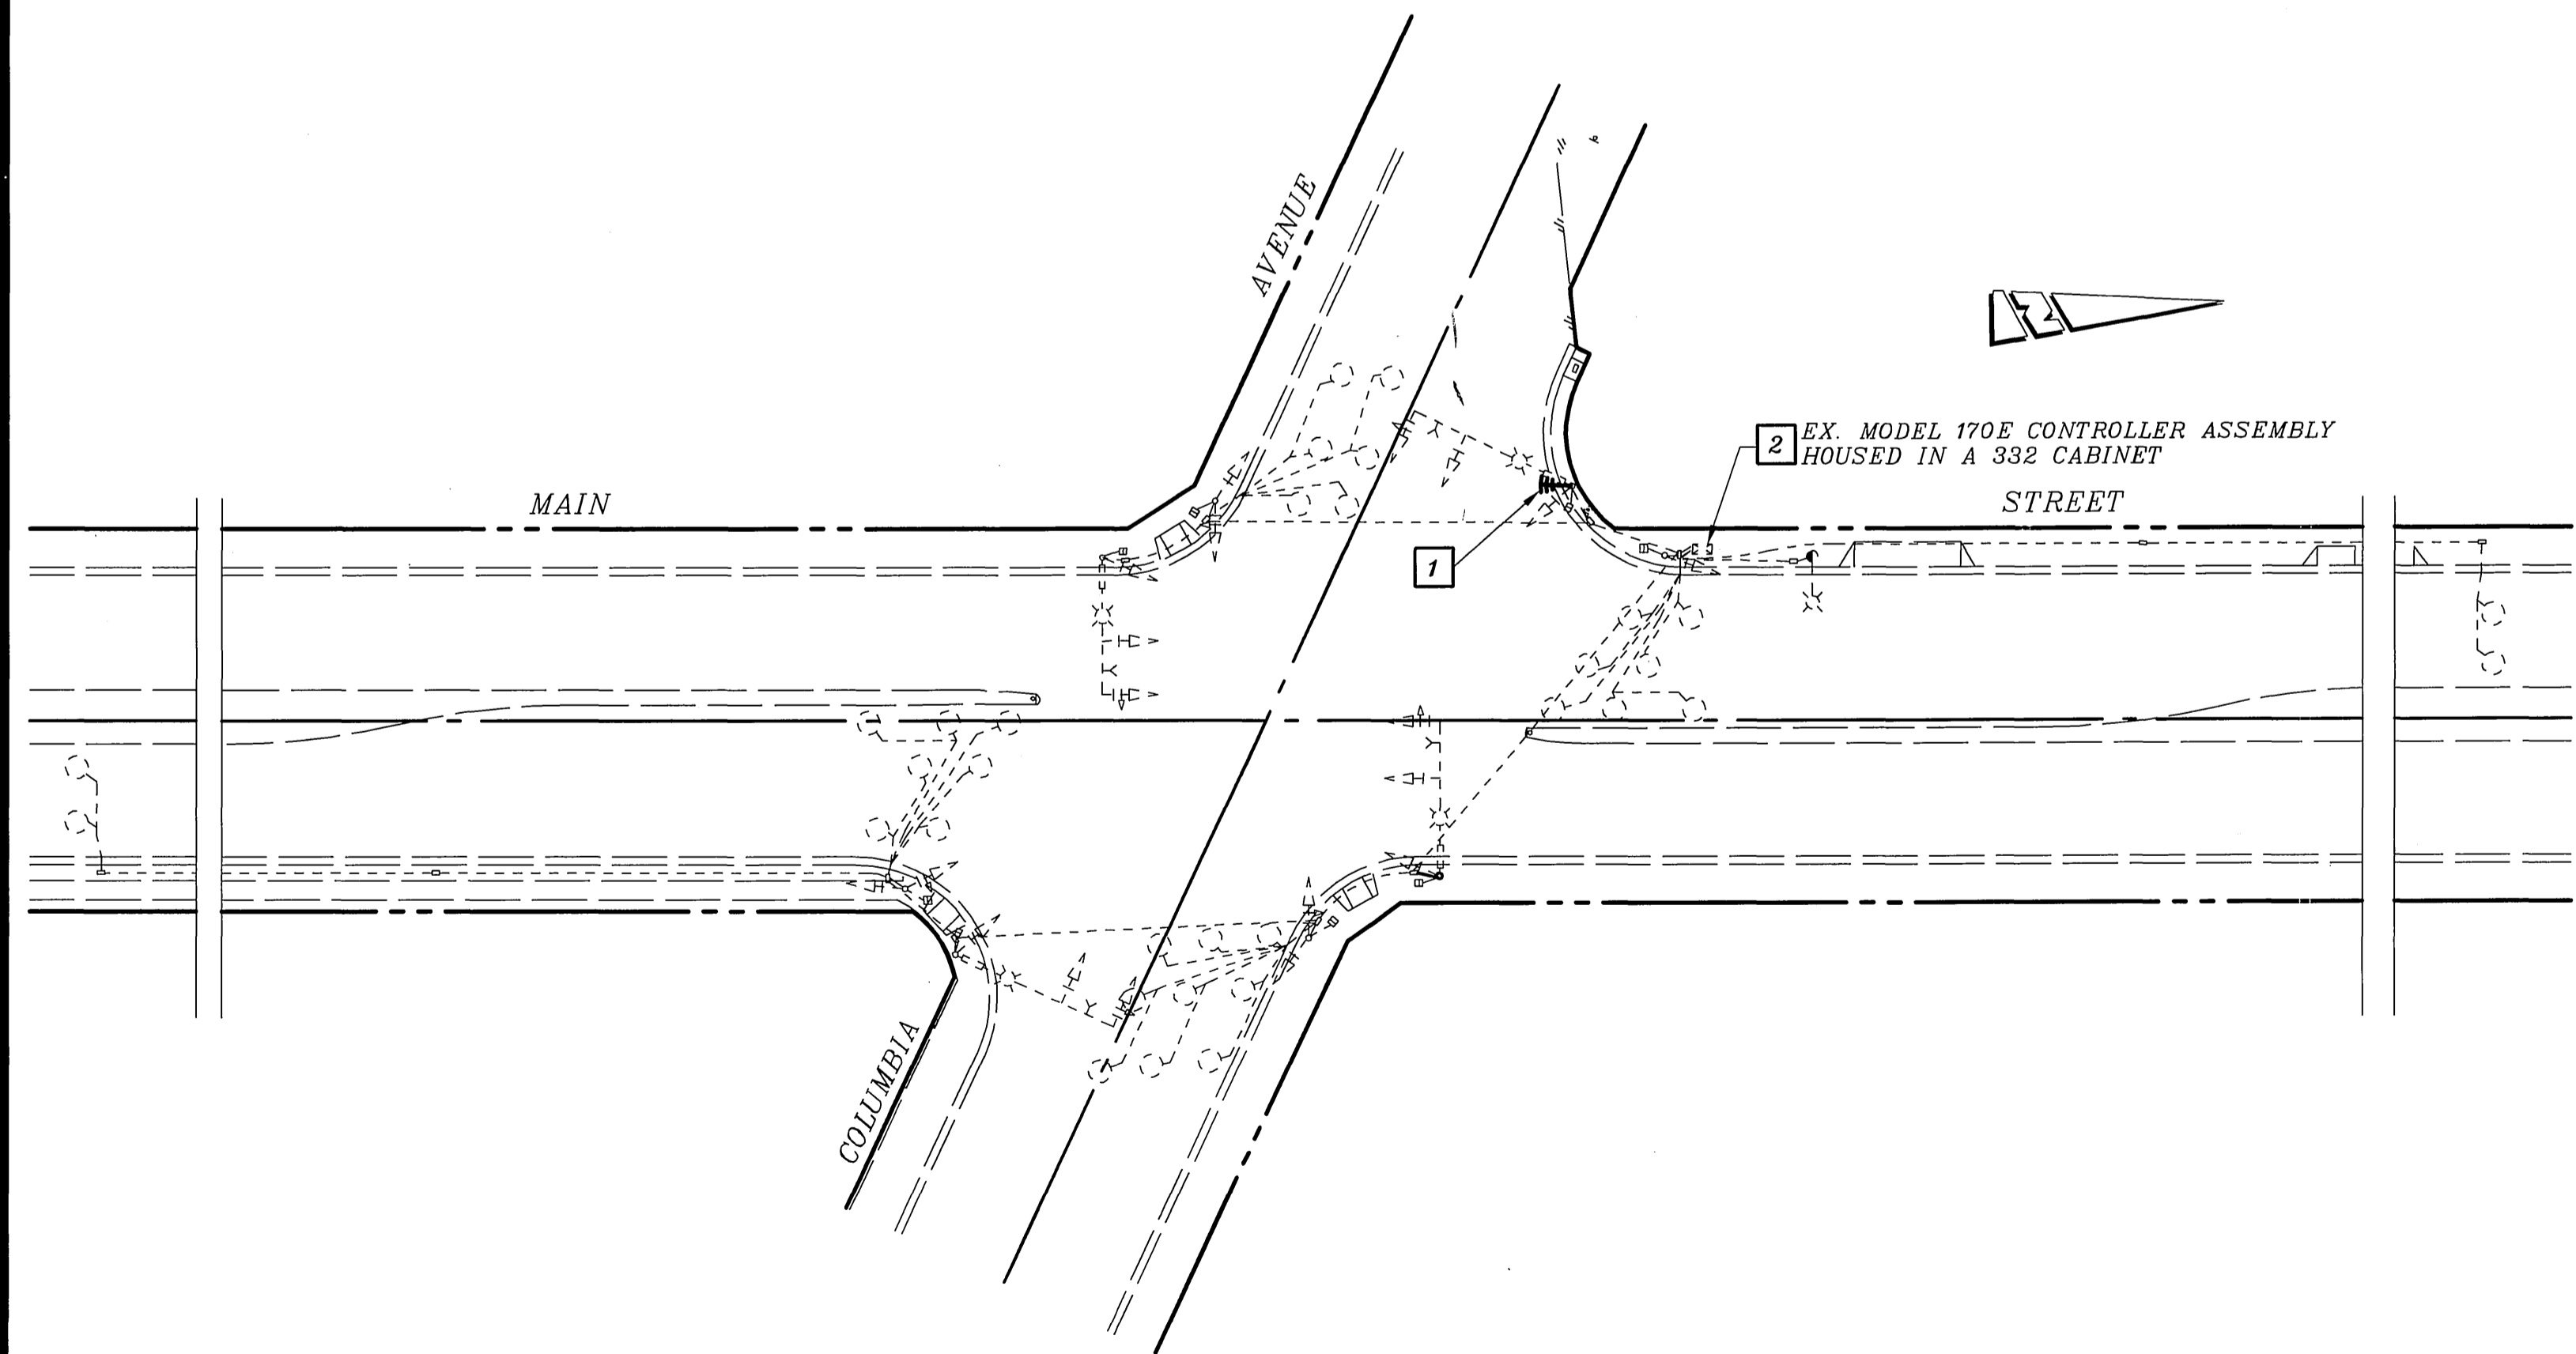 AVENUE
2
EX. MODEL 170E CONTROLLER ASSEMBLY
HOUSED IN A 332 CABINET
MAIN
STREET
1
COLUMBIA